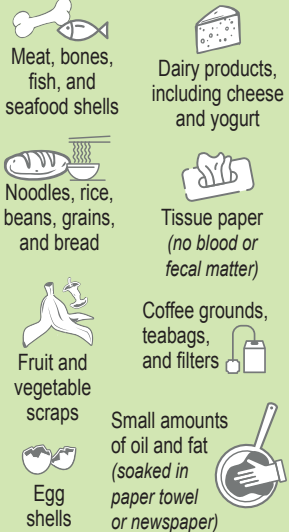 Meat, bones,
fish, and
seafood shells
Dairy products,
including cheese
and yogurt
Noodles, rice,
beans, grains,
and bread
Tissue paper
(no blood or
fecal matter)
Fruit and
vegetable
scraps
Coffee grounds,
teabags,
and filters
Egg
shells
Small amounts
of oil and fat
(soaked in
paper towel
or newspaper)